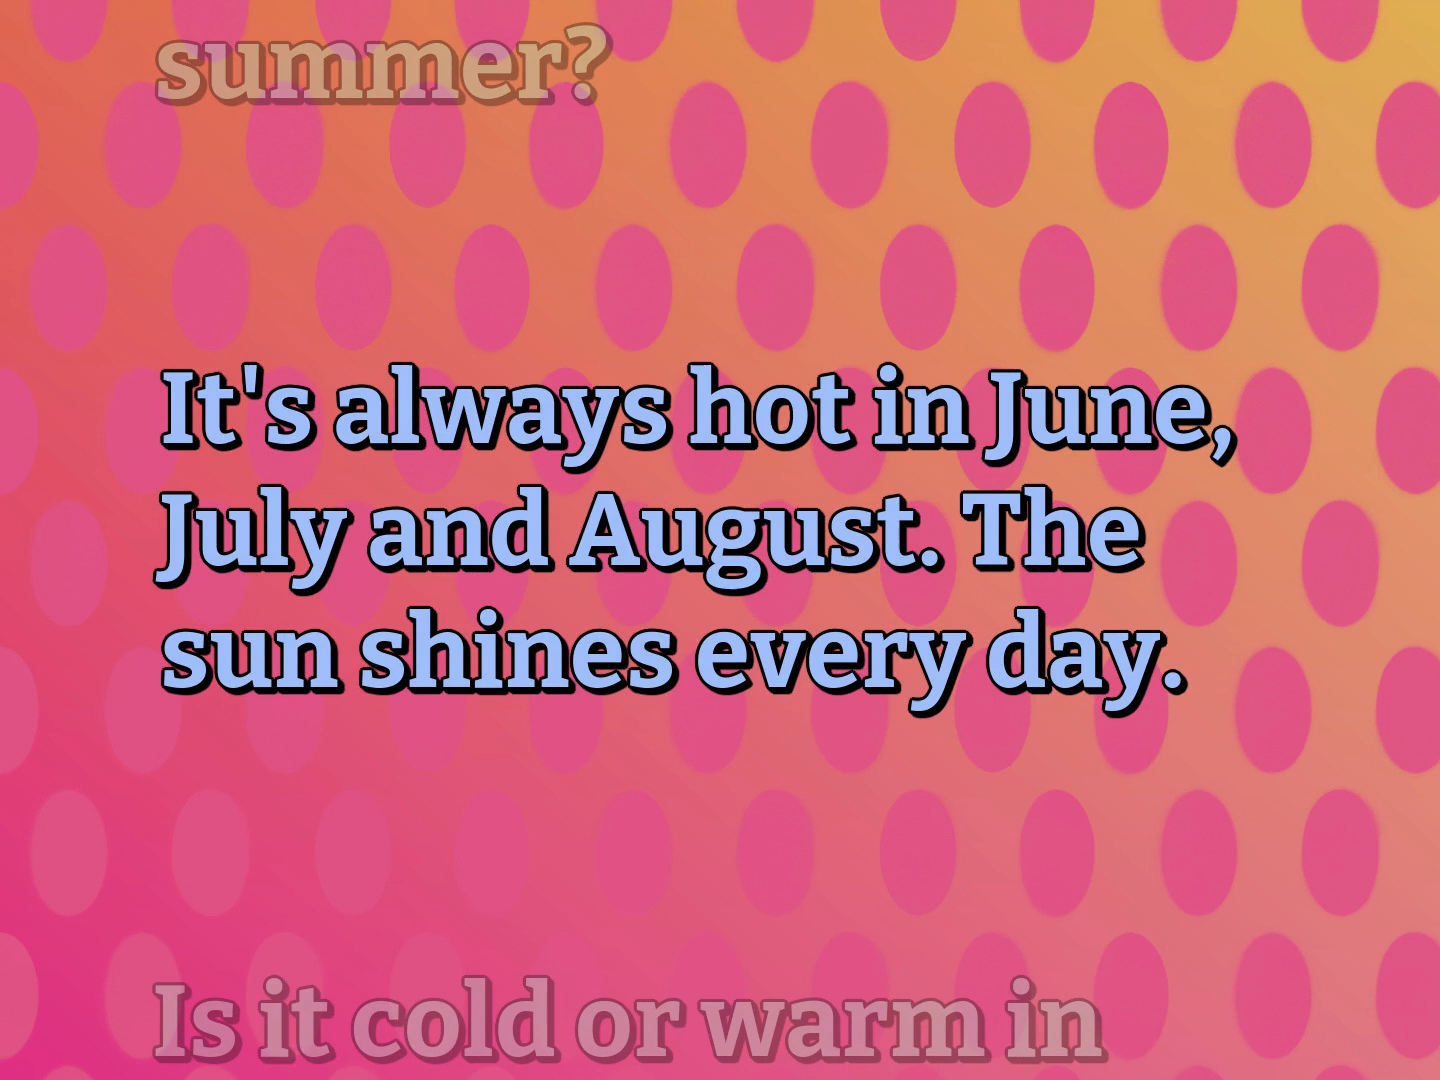 summer?
It's always hot in June,
July and August. The
sun shines every day.
Is it cold or warm in